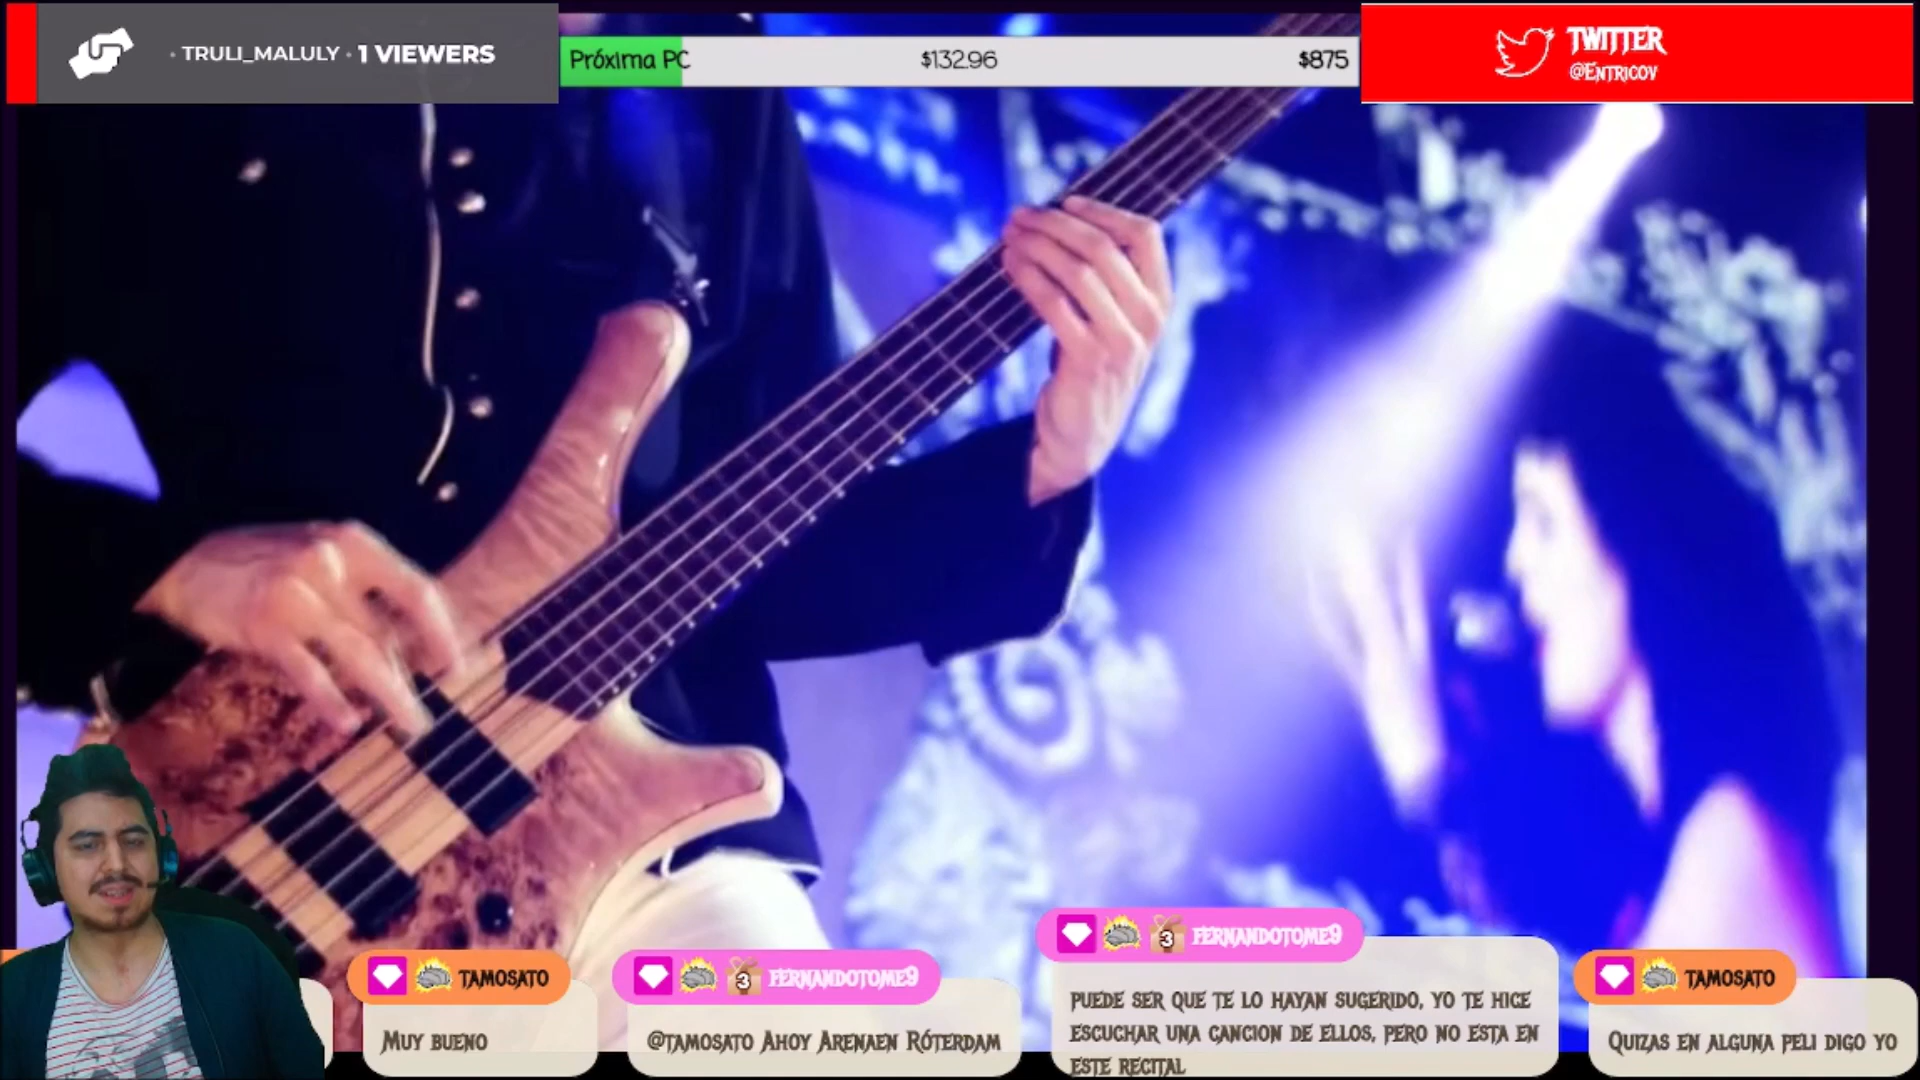 · TRULI_MALULY · 1 VIEWERS
Próxima PC
$132.96
$875
TWITTER
@ENTRICOV
TAMOSATO
MUY BUENO
3 FERNANDOTOME9
@TAMOSATO AHOY ARENAEN RÓTERDAM
3 FERNANDOTOME9
PUEDE SER QUE TE LO HAYAN SUGERIDO, YO TE HICE
ESCUCHAR UNA CANCION DE ELLOS, PERO NO ESTA EN
ESTE RECITAL
TAMOSATO
QUIZAS EN ALGUNA PELI DIGO YO